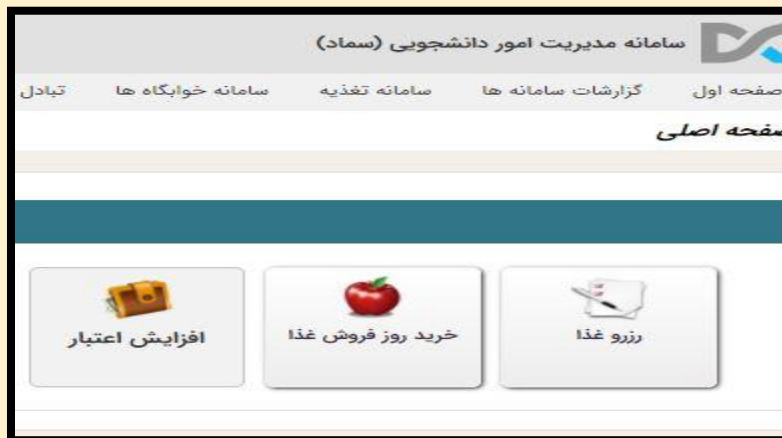 سامانه مدیریت امور دانشجویی (سماد)
صفحه اول گزارشات سامانه ها سامانه تغذیه سامانه خوابگاه ها تبادل
صفحه اصلی
رزرو غذا خرید روز فروش غذا افزایش اعتبار